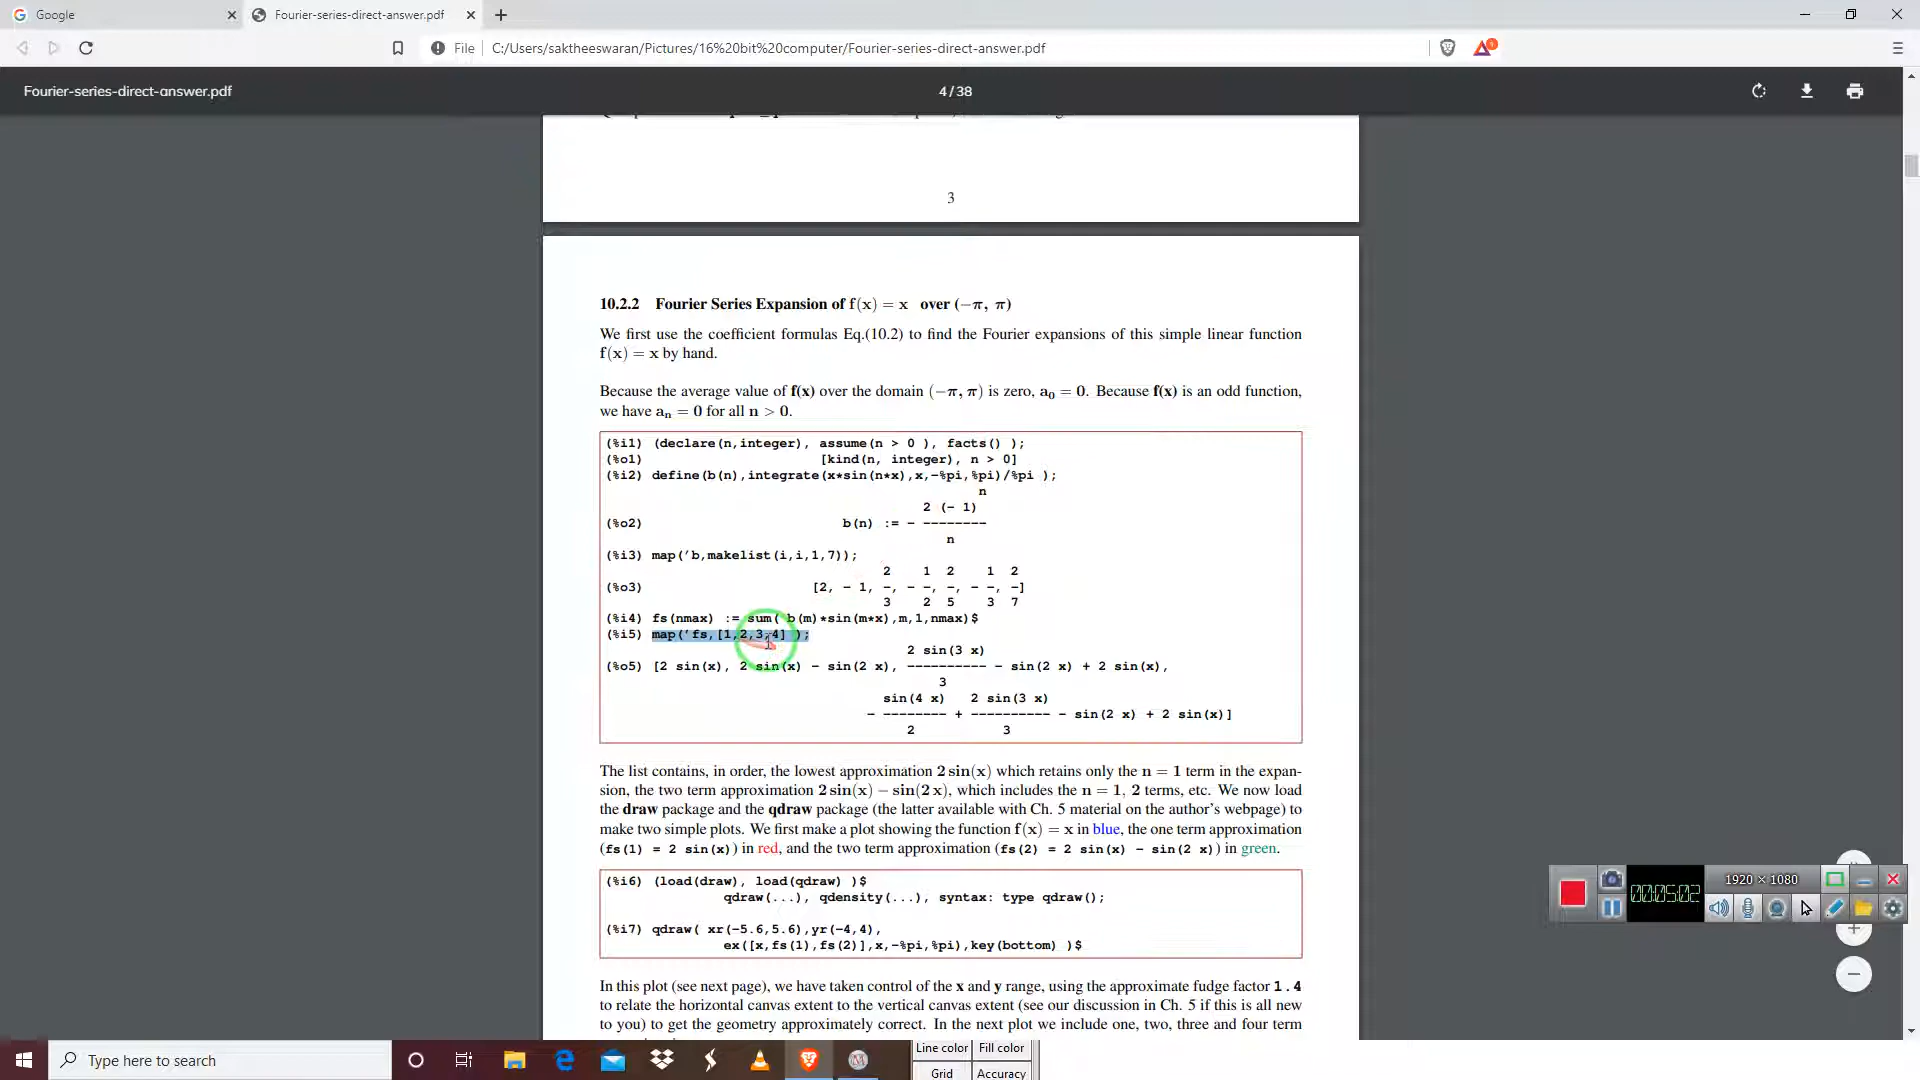 Google
Fourier-series-direct-answer.pdf
File C:/Users/saktheeswaran/Pictures/16%20bit%20computer/Fourier-series-direct-answer.pdf
Fourier-series-direct-answer.pdf
4 / 38
3
10.2.2 Fourier Series Expansion of f(x) = x over (−π, π)
We first use the coefficient formulas Eq.(10.2) to find the Fourier expansions of this simple linear function
f(x) = x by hand.
Because the average value of f(x) over the domain (−π, π) is zero, a₀ = 0. Because f(x) is an odd function,
we have aₙ = 0 for all n > 0.
(%i1) (declare(n,integer), assume(n > 0 ), facts() );
(%o1) [kind(n, integer), n > 0]
(%i2) define(b(n),integrate(x*sin(n*x),x,-%pi,%pi)/%pi );
n
2 (- 1)
(%o2) b(n) := - --------
n
(%i3) map('b,makelist(i,i,1,7));
2 1 2 1 2
(%o3) [2, - 1, -, - -, -, - -, -]
3 2 5 3 7
(%i4) fs(nmax) := sum( b(m)*sin(m*x),m,1,nmax)$
(%i5) map('fs,[1,2,3,4] );
2 sin(3 x)
(%o5) [2 sin(x), 2 sin(x) - sin(2 x), ---------- - sin(2 x) + 2 sin(x),
3
sin(4 x) 2 sin(3 x)
- -------- + ---------- - sin(2 x) + 2 sin(x)]
2 3
The list contains, in order, the lowest approximation 2 sin(x) which retains only the n = 1 term in the expan-
sion, the two term approximation 2 sin(x) − sin(2 x), which includes the n = 1, 2 terms, etc. We now load
the draw package and the qdraw package (the latter available with Ch. 5 material on the author's webpage) to
make two simple plots. We first make a plot showing the function f(x) = x in blue, the one term approximation
(fs(1) = 2 sin(x)) in red, and the two term approximation (fs(2) = 2 sin(x) - sin(2 x)) in green.
(%i6) (load(draw), load(qdraw) )$
qdraw(...), qdensity(...), syntax: type qdraw();
(%i7) qdraw( xr(-5.6,5.6),yr(-4,4),
ex([x,fs(1),fs(2)],x,-%pi,%pi),key(bottom) )$
In this plot (see next page), we have taken control of the x and y range, using the approximate fudge factor 1.4
to relate the horizontal canvas extent to the vertical canvas extent (see our discussion in Ch. 5 if this is all new
to you) to get the geometry approximately correct. In the next plot we include one, two, three and four term
1920 × 1080
00:05:02
Type here to search
Line color Fill color
Grid Accuracy